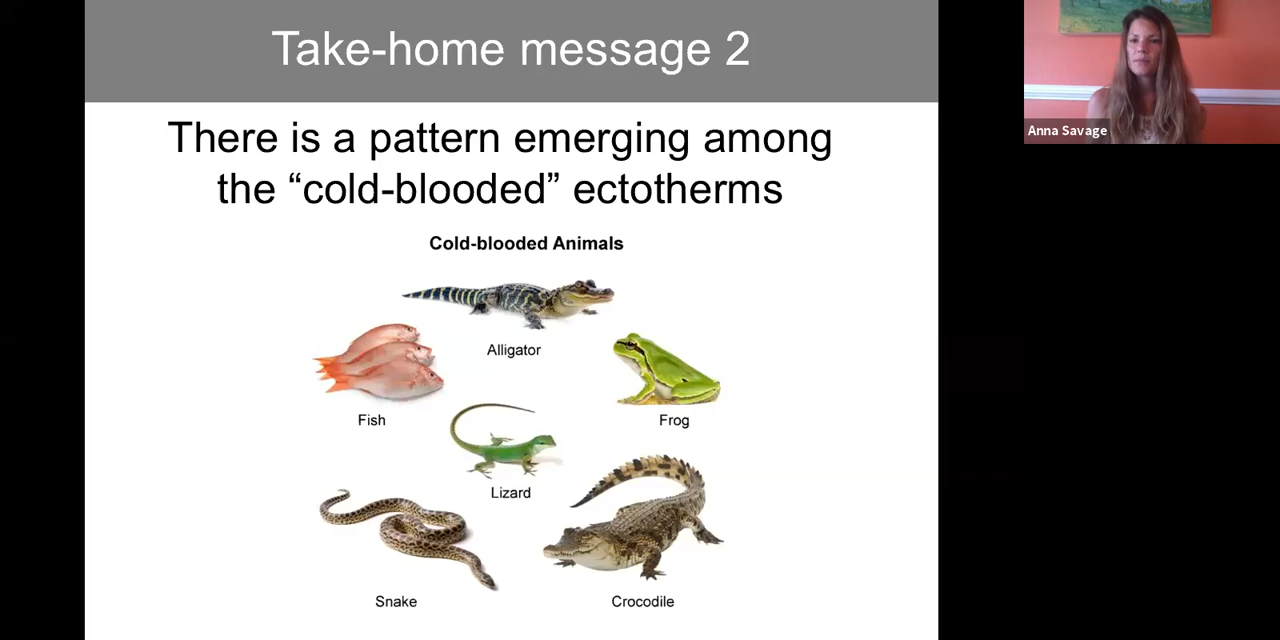 Take-home message 2
Anna Savage
There is a pattern emerging among
the “cold-blooded” ectotherms
Cold-blooded Animals
Alligator
Fish
Frog
Lizard
Snake
Crocodile